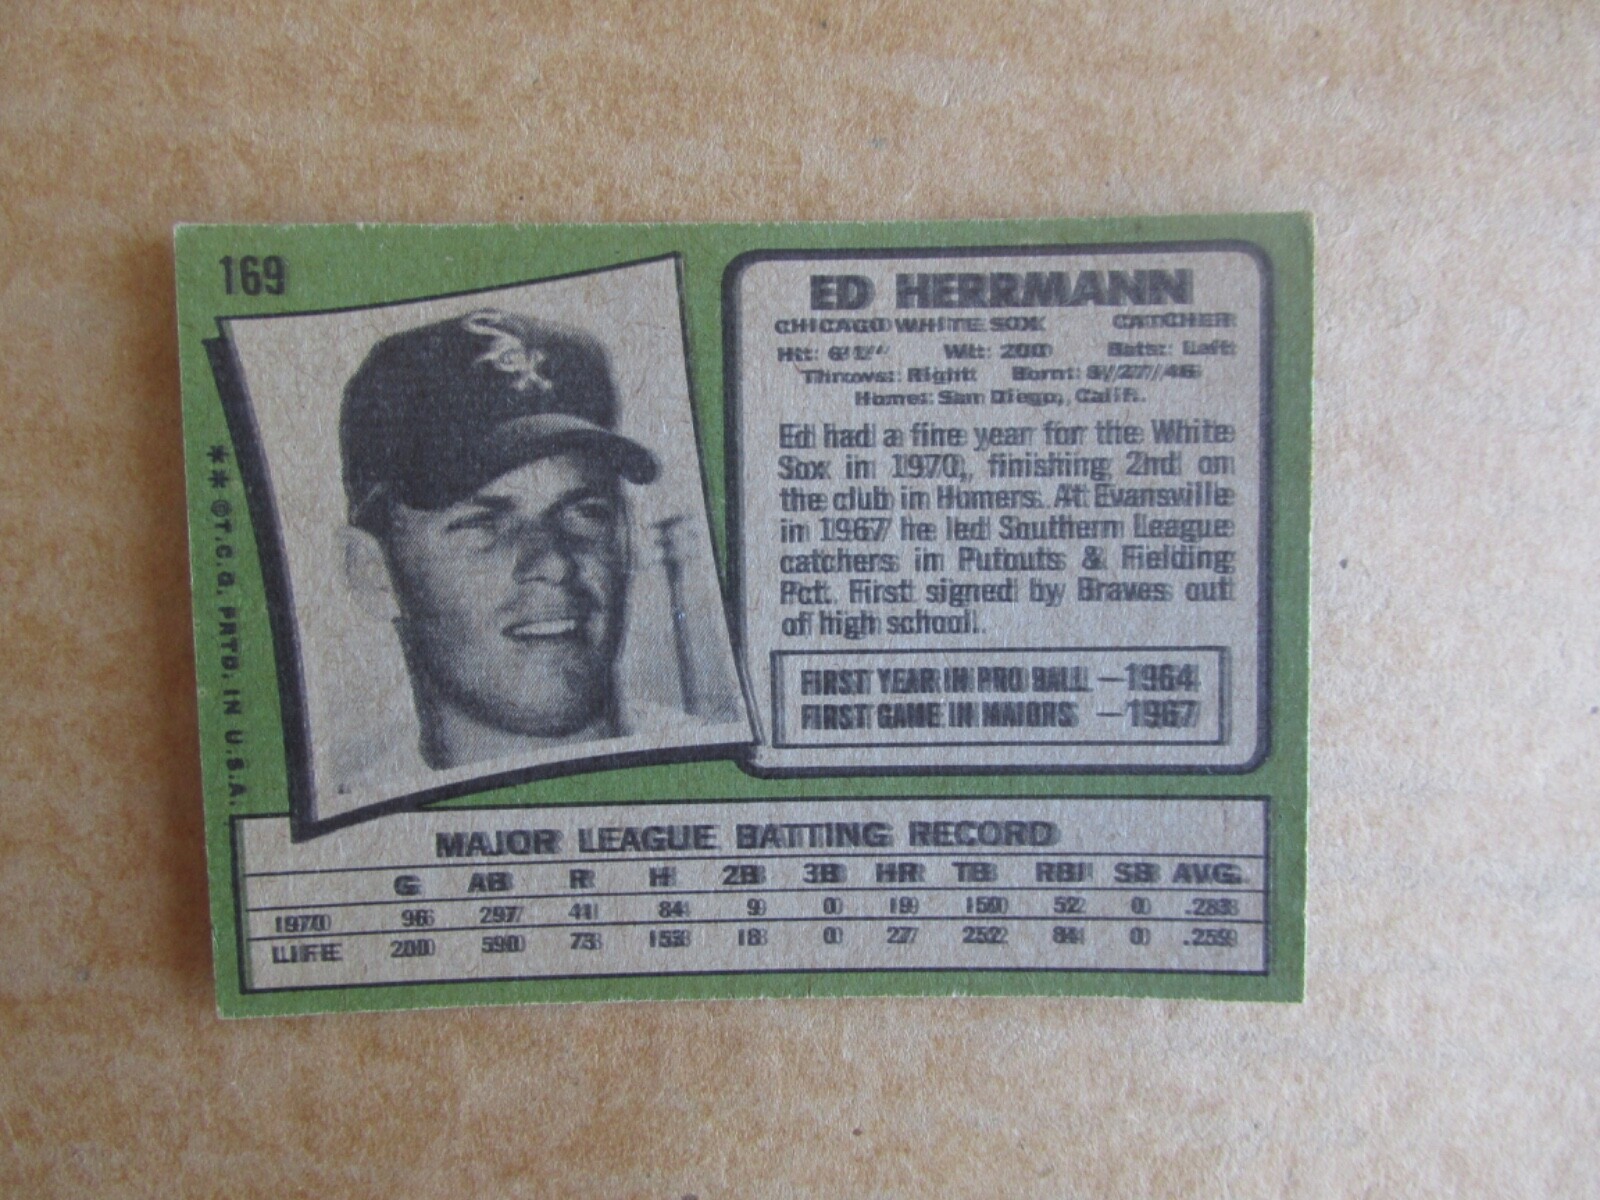 169
ED HERRMANN
CHICAGO WHITE SOX CATCHER
Ht: 6'1" Wt: 200 Bats: Left
Throws: Right Born: 8/27/46
Home: San Diego, Calif.
Ed had a fine year for the White
Sox in 1970, finishing 2nd on
the club in Homers. At Evansville
in 1967 he led Southern League
catchers in Putouts & Fielding
Pct. First signed by Braves out
of high school.
FIRST YEAR IN PRO BALL —1964
FIRST GAME IN MAJORS —1967
**©T.C.G. PRTD. IN U.S.A.
MAJOR LEAGUE BATTING RECORD
G AB R H 2B 3B HR TB RBI SB AVG.
1970 96 297 41 84 9 0 19 150 52 0 .283
LIFE 200 590 73 153 18 0 27 252 84 0 .259
Sox